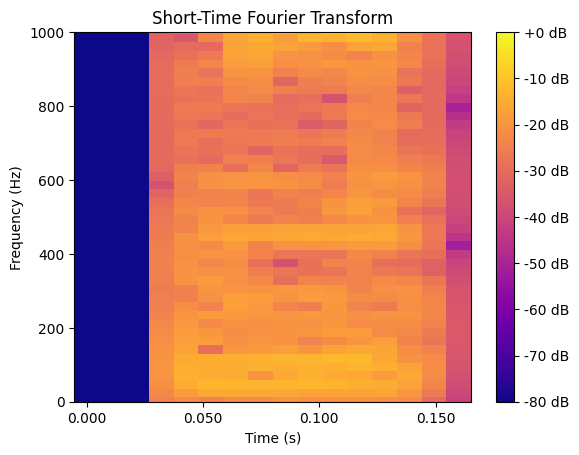 Short-Time Fourier Transform
Frequency (Hz)
1000
800
600
400
200
0
0.000
0.050
0.100
0.150
Time (s)
+0 dB
-10 dB
-20 dB
-30 dB
-40 dB
-50 dB
-60 dB
-70 dB
-80 dB